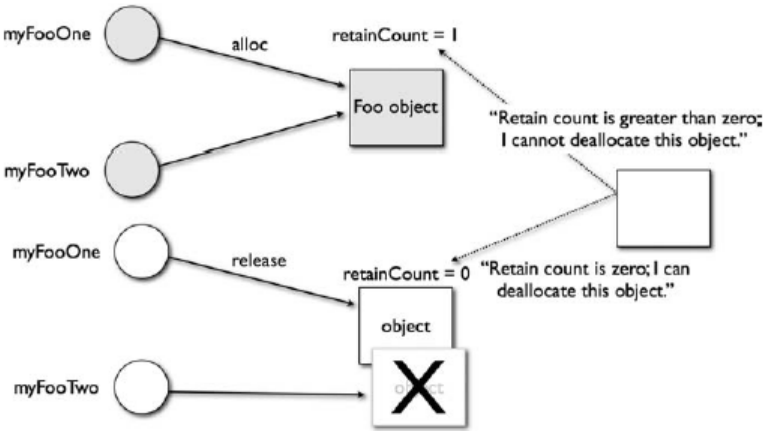 myFooOne
alloc
retainCount = 1
Foo object
"Retain count is greater than zero;
I cannot deallocate this object."
myFooTwo
myFooOne
release
retainCount = 0
"Retain count is zero; I can
deallocate this object."
object
myFooTwo
object